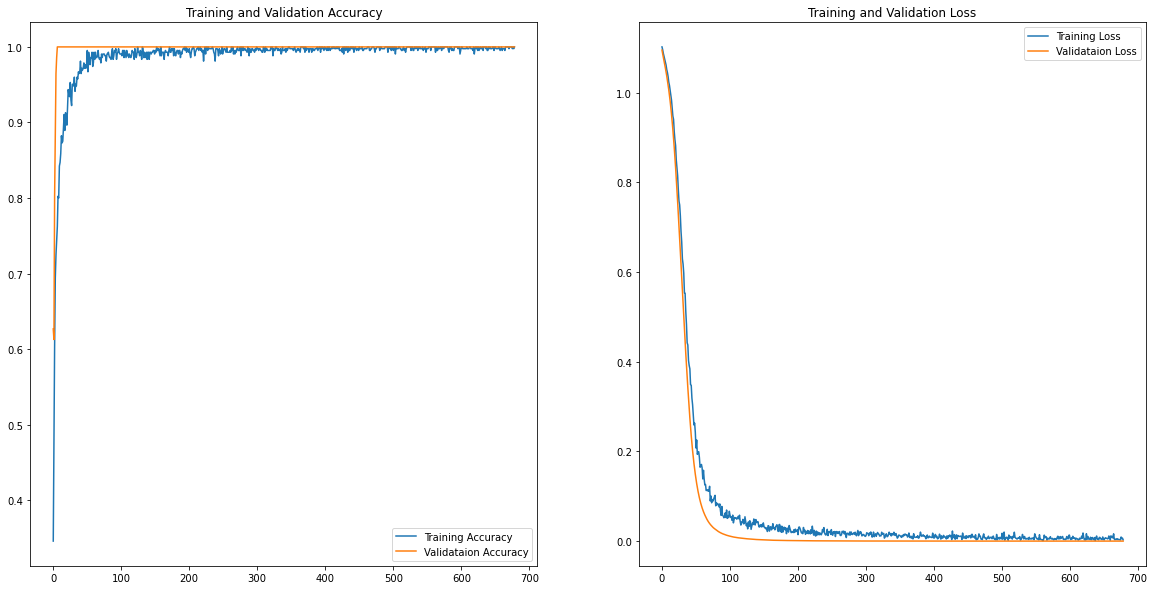 Training and Validation Accuracy
1.0
0.9
0.8
0.7
0.6
0.5
0.4
Training Accuracy
Validataion Accuracy
0 100 200 300 400 500 600 700
Training and Validation Loss
Training Loss
Validataion Loss
1.0
0.8
0.6
0.4
0.2
0.0
0 100 200 300 400 500 600 700